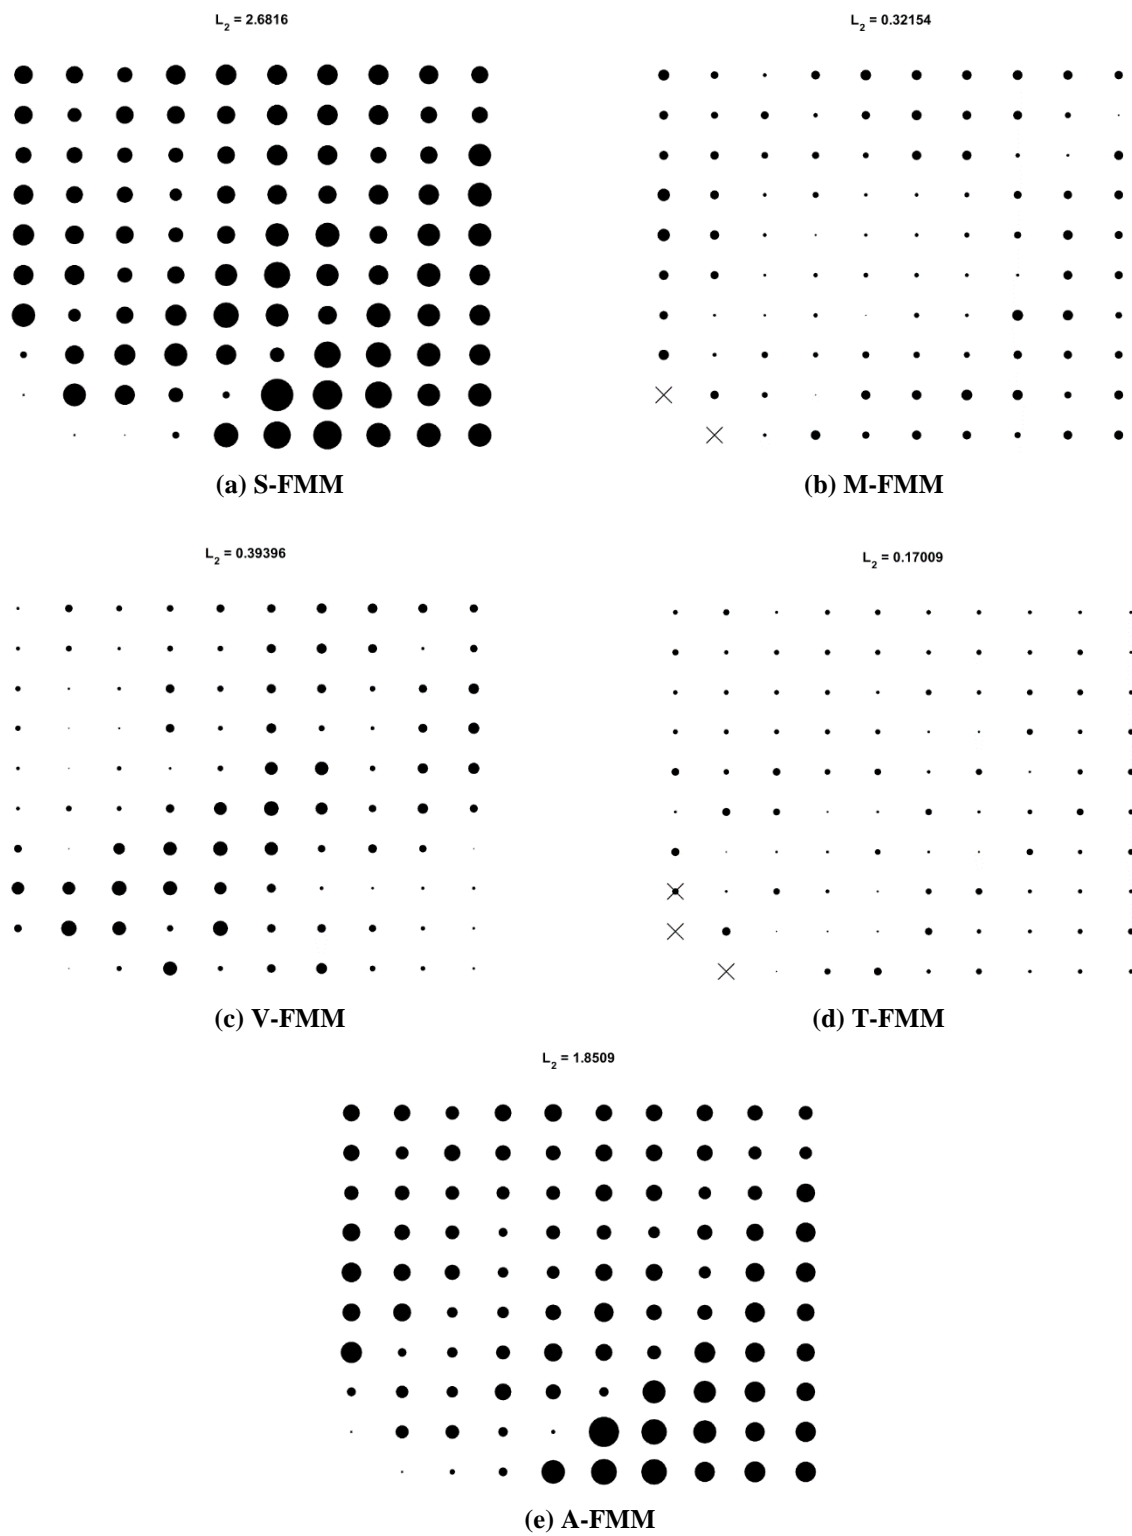 L2 = 2.6816
L2 = 0.32154
(a) S-FMM
(b) M-FMM
L2 = 0.39396
L2 = 0.17009
(c) V-FMM
(d) T-FMM
L2 = 1.8509
(e) A-FMM